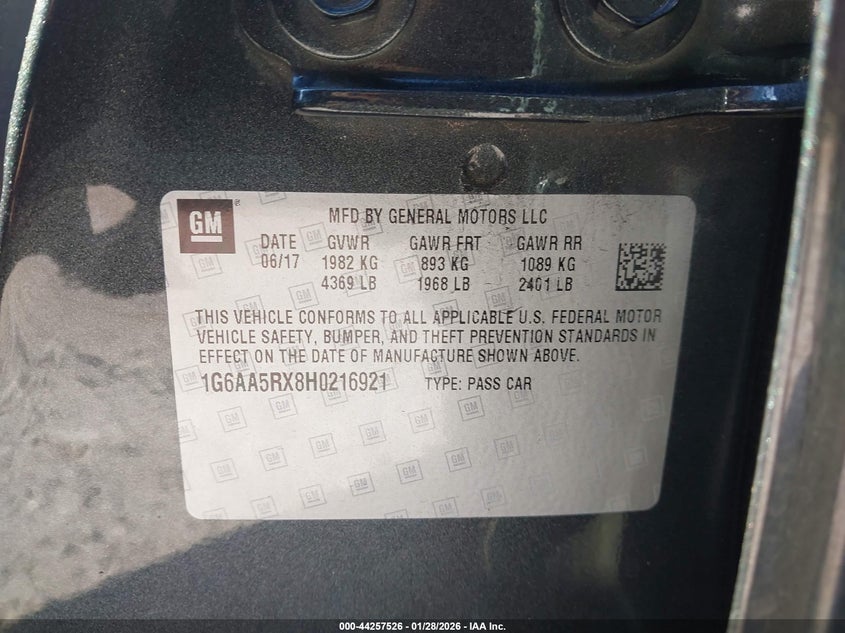 GM
MFD BY GENERAL MOTORS LLC
DATE GVWR GAWR FRT GAWR RR
06/17 1982 KG 893 KG 1089 KG
4369 LB 1968 LB 2401 LB
THIS VEHICLE CONFORMS TO ALL APPLICABLE U.S. FEDERAL MOTOR
VEHICLE SAFETY, BUMPER, AND THEFT PREVENTION STANDARDS IN
EFFECT ON THE DATE OF MANUFACTURE SHOWN ABOVE.
1G6AA5RX8H0216921 TYPE: PASS CAR
000-44257526 - 01/28/2026 - IAA Inc.